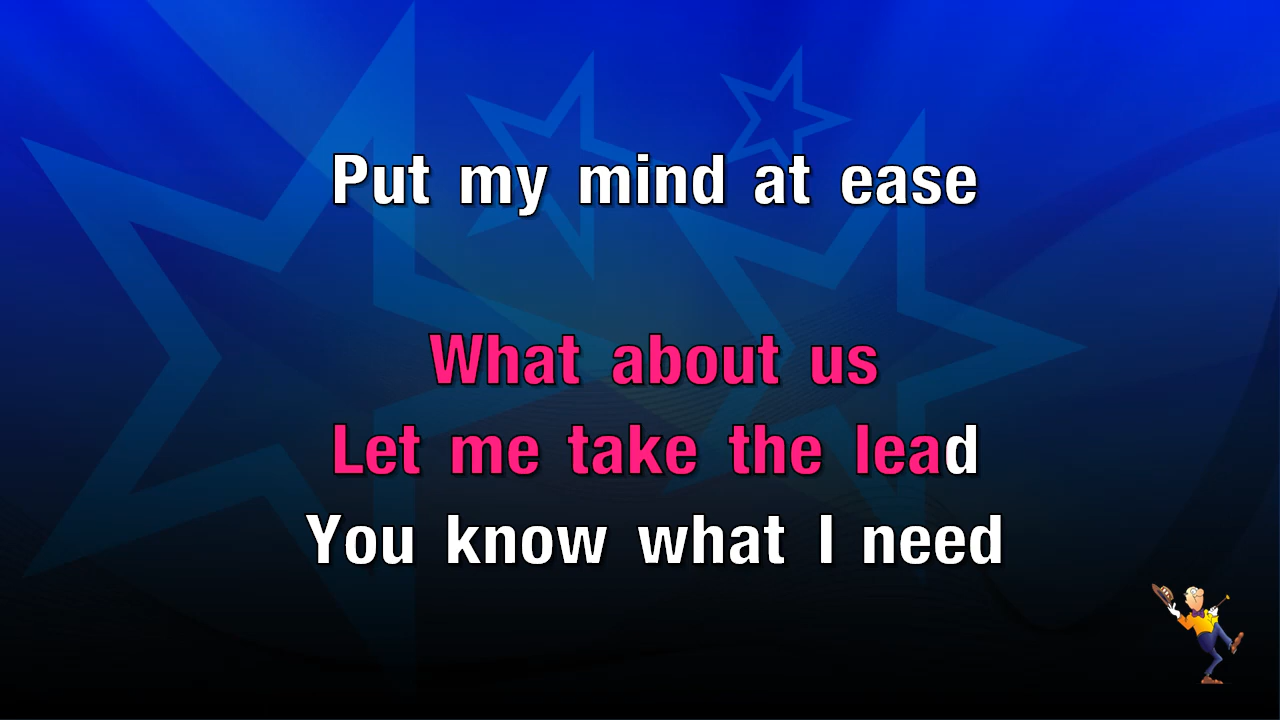 Put my mind at ease
What about us
Let me take the lead
You know what I need